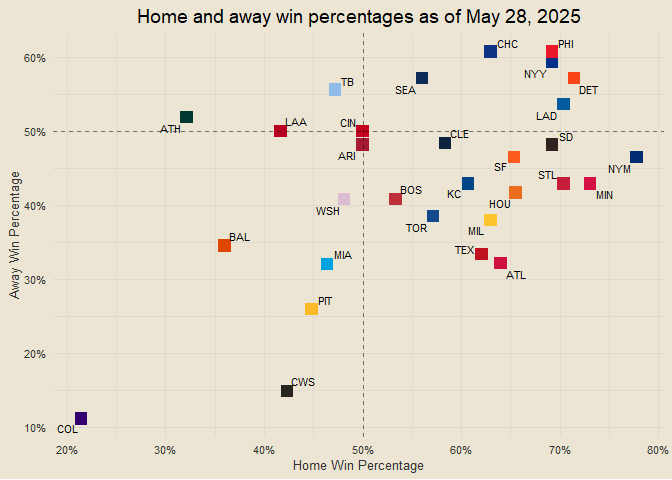 Home and away win percentages as of May 28, 2025
60%
50%
40%
30%
20%
10%
Away Win Percentage
CHC
PHI
NYY
TB
SEA
DET
LAD
ATH
LAA
CIN
ARI
CLE
SD
SF
NYM
STL
MIN
KC
HOU
BOS
WSH
TOR
MIL
BAL
MIA
TEX
ATL
PIT
CWS
COL
20%
30%
40%
50%
60%
70%
80%
Home Win Percentage